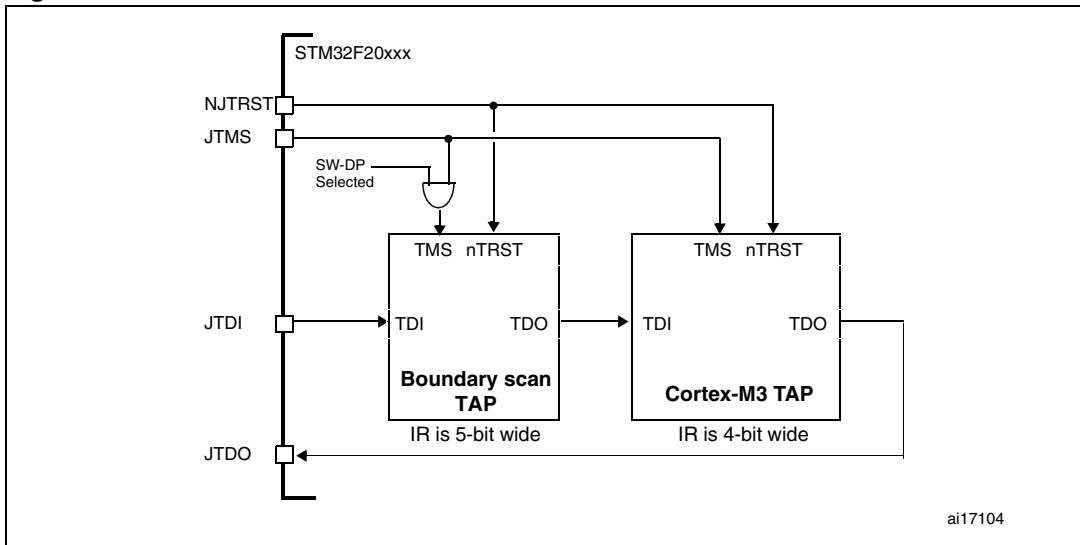 STM32F20xxx
NJTRST
JTMS
SW-DP
Selected
TMS nTRST
TMS nTRST
JTDI
TDI
TDO
TDI
TDO
Boundary scan
TAP
Cortex-M3 TAP
IR is 5-bit wide
IR is 4-bit wide
JTDO
ai17104